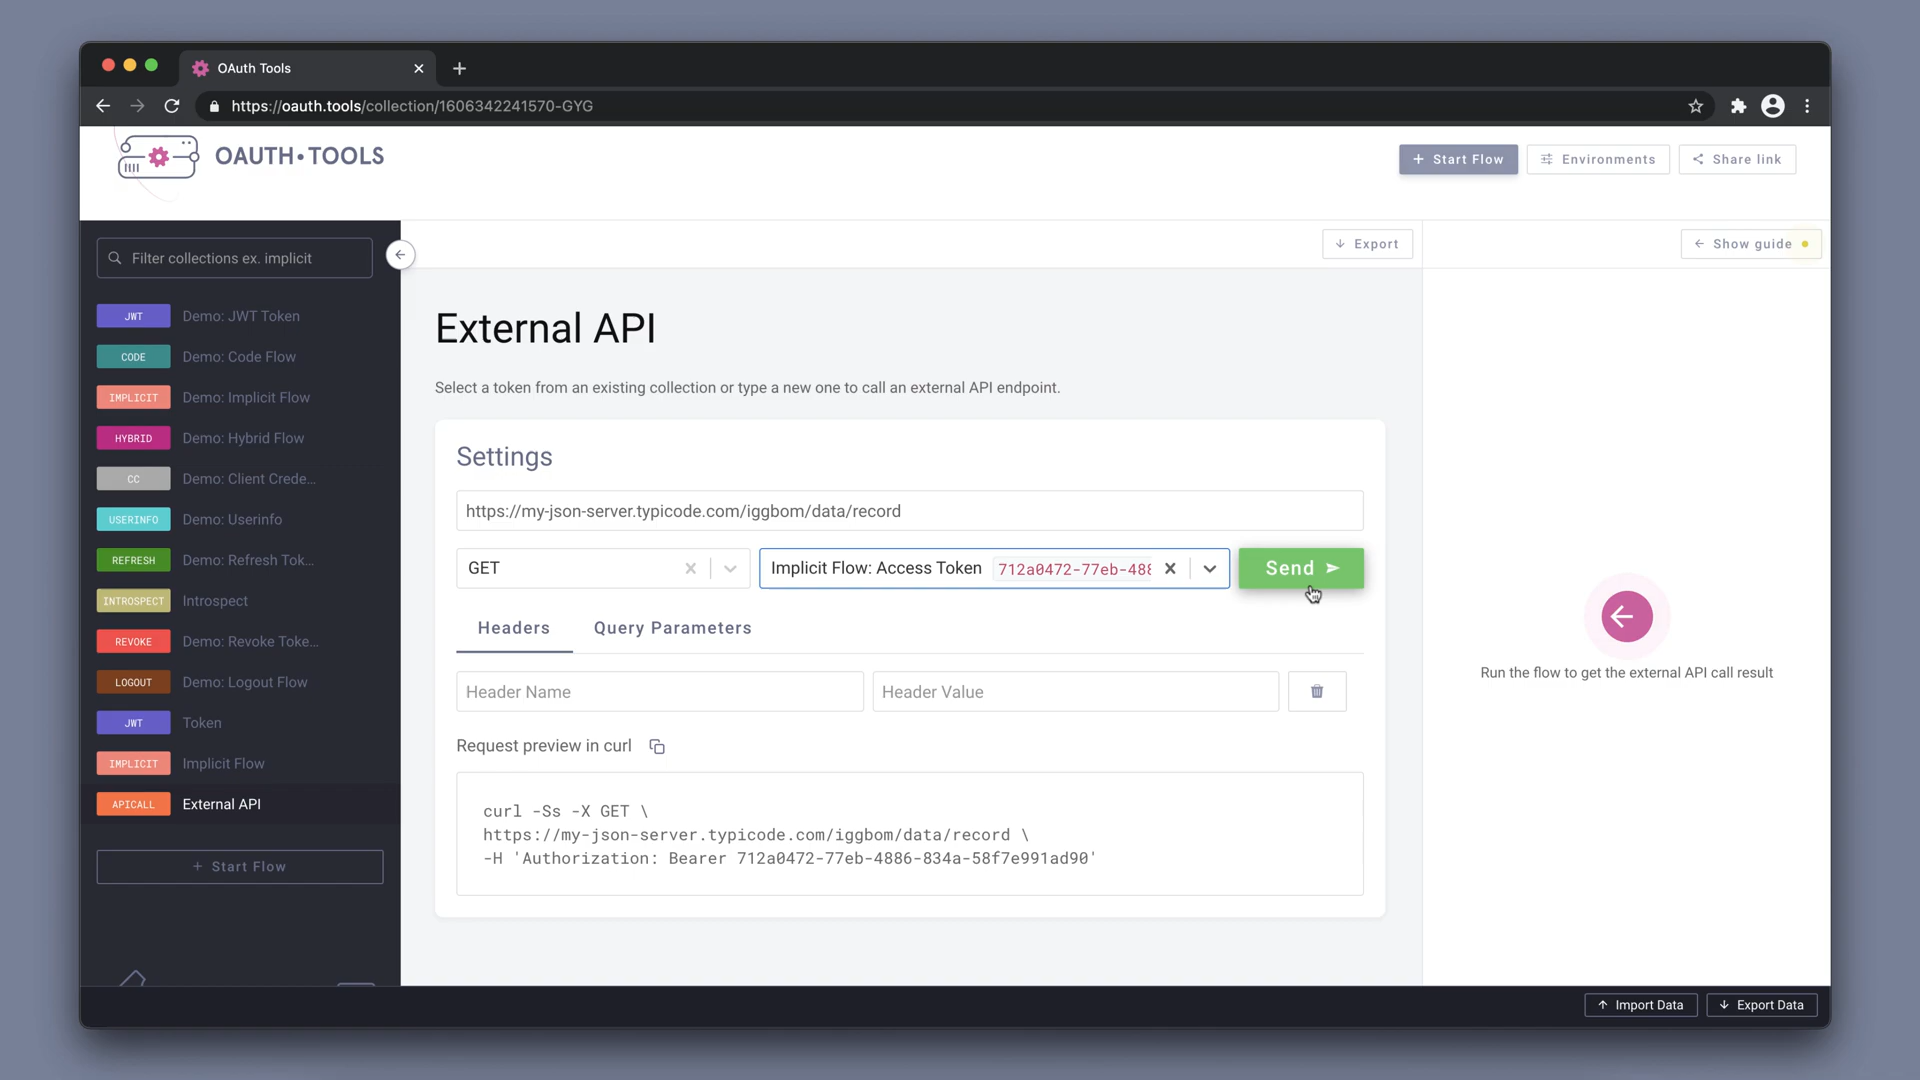 OAuth Tools
https://oauth.tools/collection/1606342241570-GYG
OAUTH•TOOLS
+ Start Flow
Environments
Share link
Filter collections ex. implicit
Export
Show guide
JWT Demo: JWT Token
CODE Demo: Code Flow
IMPLICIT Demo: Implicit Flow
HYBRID Demo: Hybrid Flow
CC Demo: Client Crede...
USERINFO Demo: Userinfo
REFRESH Demo: Refresh Tok...
INTROSPECT Introspect
REVOKE Demo: Revoke Toke...
LOGOUT Demo: Logout Flow
JWT Token
IMPLICIT Implicit Flow
APICALL External API
+ Start Flow
External API
Select a token from an existing collection or type a new one to call an external API endpoint.
Settings
https://my-json-server.typicode.com/iggbom/data/record
GET
Implicit Flow: Access Token 712a0472-77eb-488
Send
Headers
Query Parameters
Header Name
Header Value
Request preview in curl
curl -Ss -X GET \
https://my-json-server.typicode.com/iggbom/data/record \
-H 'Authorization: Bearer 712a0472-77eb-4886-834a-58f7e991ad90'
Run the flow to get the external API call result
Import Data
Export Data